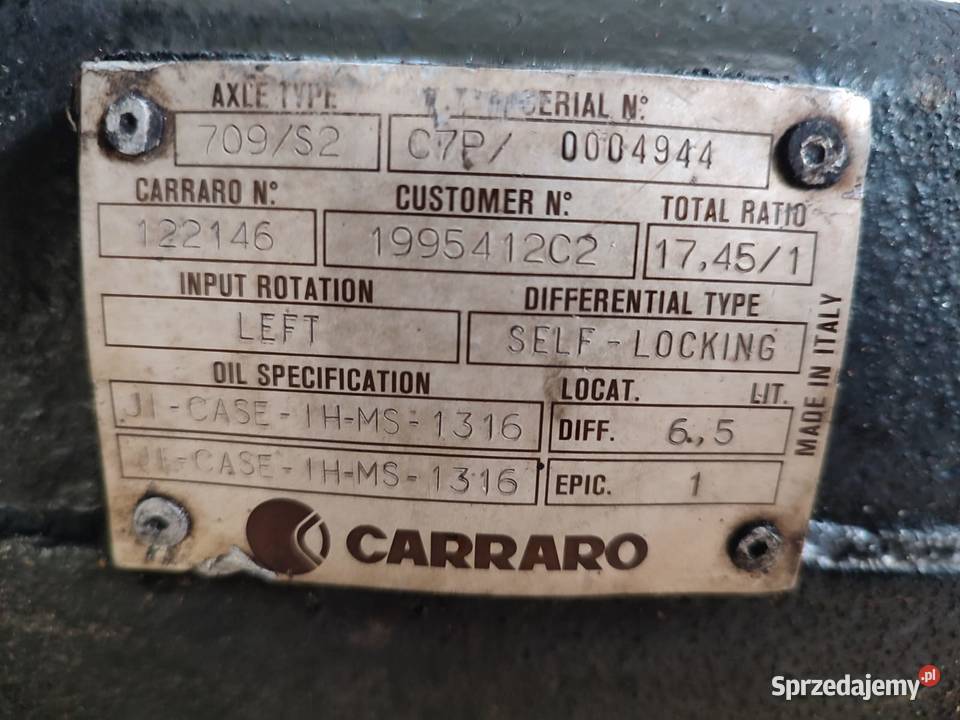 AXLE TYPE SERIAL N°
709/S2 C7P/ 0004944
CARRARO N° CUSTOMER N° TOTAL RATIO
122146 1995412C2 17,45/1
INPUT ROTATION DIFFERENTIAL TYPE
LEFT SELF-LOCKING
OIL SPECIFICATION LOCAT. LIT.
JI-CASE-IH-MS-1316 DIFF. 6,5
JI-CASE-IH-MS-1316 EPIC. 1
MADE IN ITALY
CARRARO
Sprzedajemy.pl